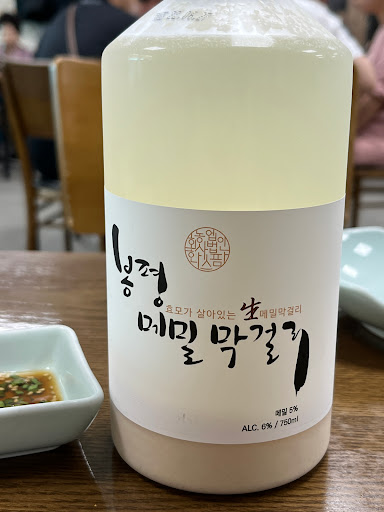 봉평
효모가 살아있는 生메밀막걸리
메밀 막걸리
메밀 5%
ALC. 6% / 750ml